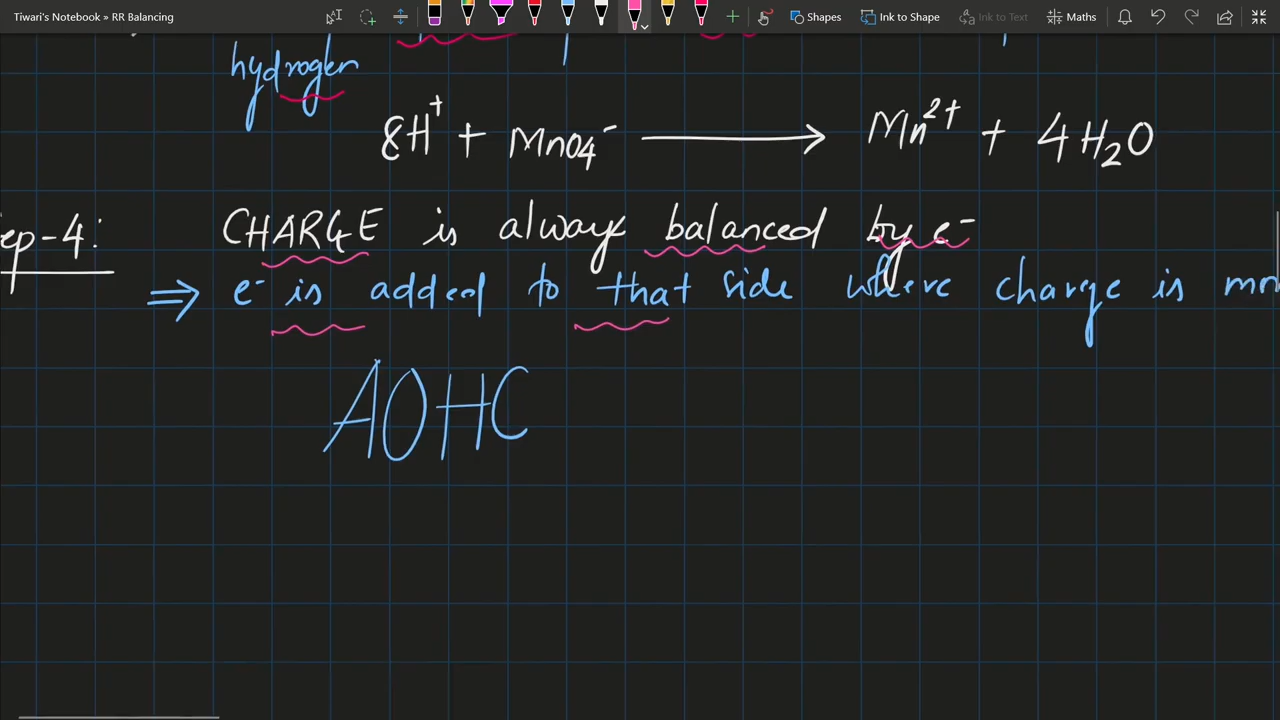 Tiwari's Notebook » RR Balancing
Shapes Ink to Shape Ink to Text Maths
hydrogen
8H⁺ + MnO₄⁻ ⟶ Mn²⁺ + 4H₂O
ep-4: CHARGE is always balanced by e⁻
⇒ e⁻ is added to that side where charge is mo
AOHC